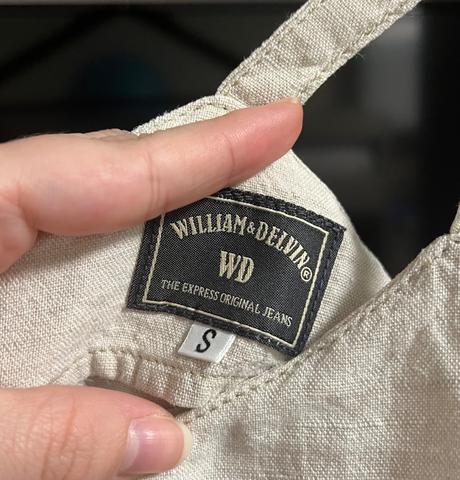 WILLIAM&DELVIN®
WD
THE EXPRESS ORIGINAL JEANS
S